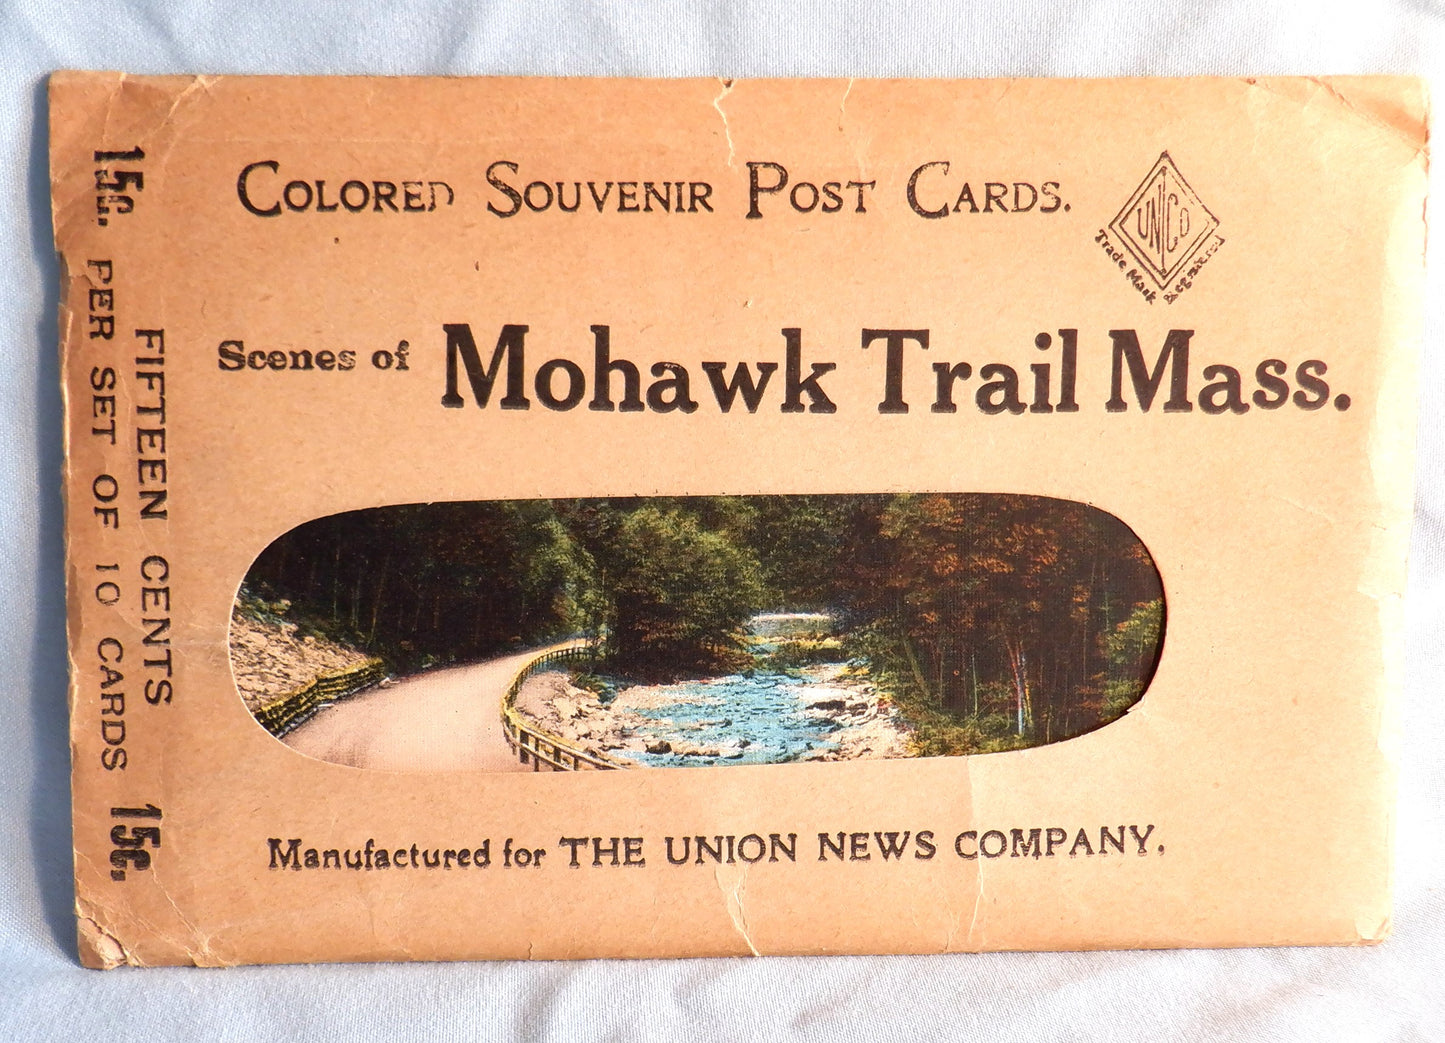 COLORED SOUVENIR POST CARDS.
UNICO
Trade Mark Registered
Scenes of Mohawk Trail Mass.
Manufactured for THE UNION NEWS COMPANY.
FIFTEEN CENTS
15c. PER SET OF 10 CARDS 15c.